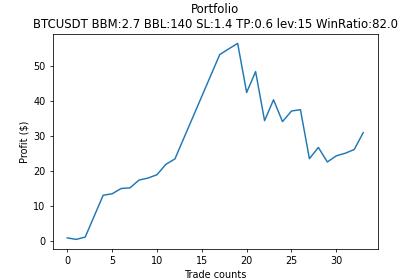 Portfolio
BTCUSDT BBM:2.7 BBL:140 SL:1.4 TP:0.6 lev:15 WinRatio:82.0
Profit ($)
50
40
30
20
10
0
0 5 10 15 20 25 30
Trade counts